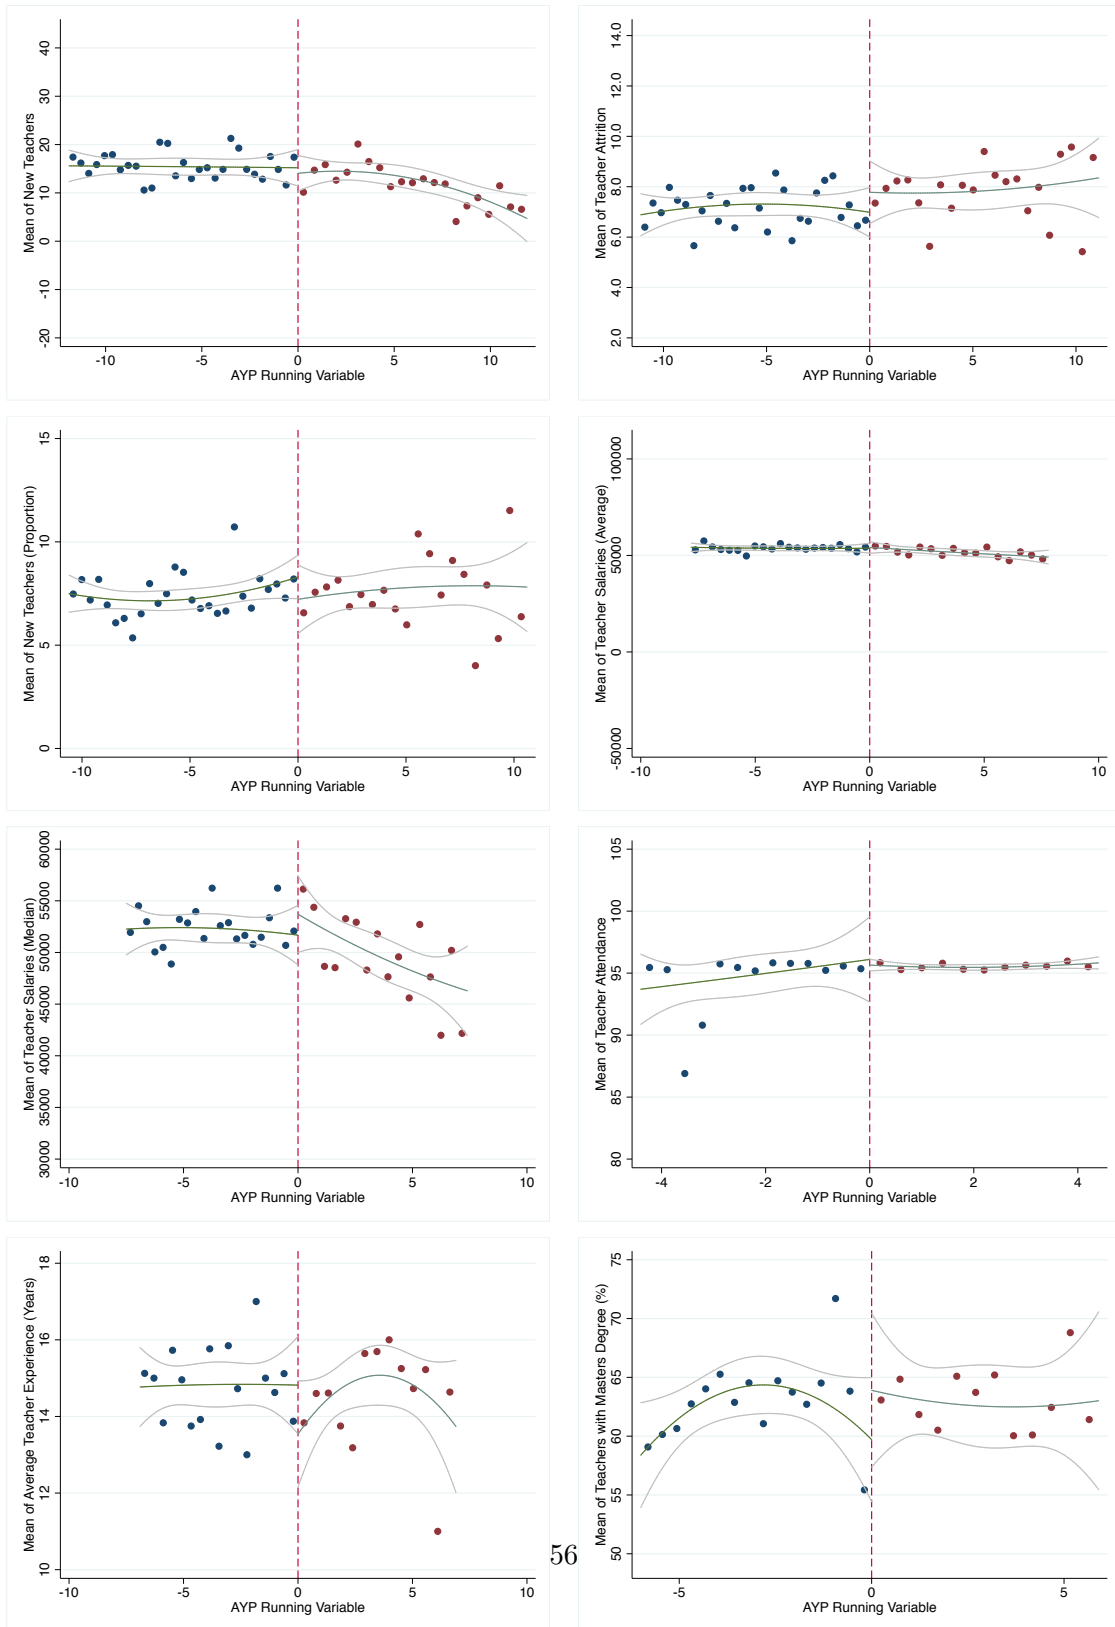 Mean of New Teachers
40
30
20
10
0
-10
-20
-10 -5 0 5 10
AYP Running Variable
Mean of Teacher Attrition
14.0
12.0
10.0
8.0
6.0
4.0
2.0
-10 -5 0 5 10
AYP Running Variable
Mean of New Teachers (Proportion)
15
10
5
0
-10 -5 0 5 10
AYP Running Variable
Mean of Teacher Salaries (Average)
100000
50000
0
-50000
-10 -5 0 5 10
AYP Running Variable
Mean of Teacher Salaries (Median)
60000
55000
50000
45000
40000
35000
30000
-10 -5 0 5 10
AYP Running Variable
Mean of Teacher Attendance
105
100
95
90
85
80
-4 -2 0 2 4
AYP Running Variable
Mean of Average Teacher Experience (Years)
18
16
14
12
10
-10 -5 0 5 10
AYP Running Variable
Mean of Teachers with Masters Degree (%)
75
70
65
60
55
50
-5 0 5
AYP Running Variable
56